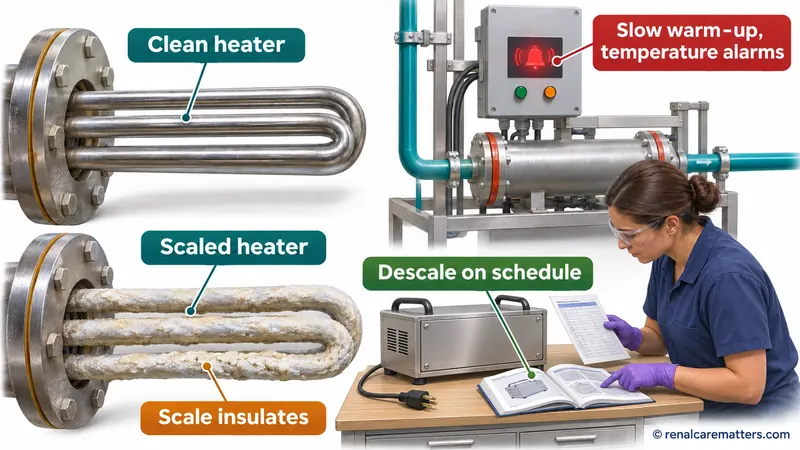 Clean heater
Slow warm-up,
temperature alarms
Scaled heater
Descale on schedule
Scale insulates
© renalcarematters.com